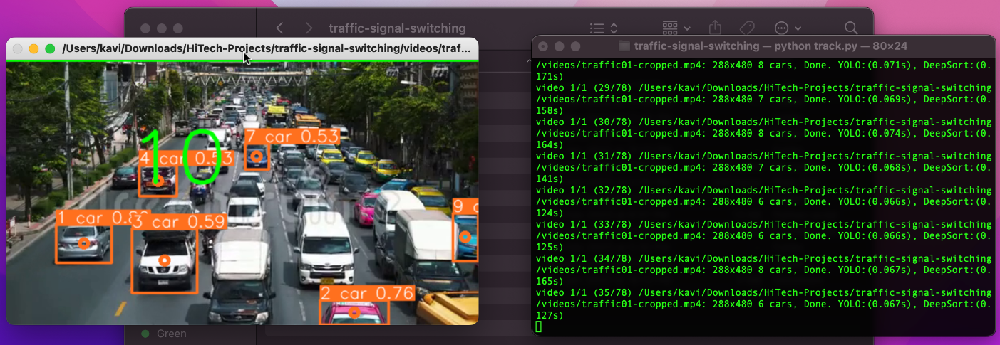 traffic-signal-switching
/Users/kavi/Downloads/HiTech-Projects/traffic-signal-switching/videos/traf...
10
7 car 0.53
4 car 0.53
1 car 0.8
3 car 0.59
9 c
2 car 0.76
Green
traffic-signal-switching — python track.py — 80×24
/videos/traffic01-cropped.mp4: 288x480 8 cars, Done. YOLO:(0.071s), DeepSort:(0.
171s)
video 1/1 (29/78) /Users/kavi/Downloads/HiTech-Projects/traffic-signal-switching
/videos/traffic01-cropped.mp4: 288x480 7 cars, Done. YOLO:(0.069s), DeepSort:(0.
158s)
video 1/1 (30/78) /Users/kavi/Downloads/HiTech-Projects/traffic-signal-switching
/videos/traffic01-cropped.mp4: 288x480 8 cars, Done. YOLO:(0.074s), DeepSort:(0.
164s)
video 1/1 (31/78) /Users/kavi/Downloads/HiTech-Projects/traffic-signal-switching
/videos/traffic01-cropped.mp4: 288x480 7 cars, Done. YOLO:(0.068s), DeepSort:(0.
141s)
video 1/1 (32/78) /Users/kavi/Downloads/HiTech-Projects/traffic-signal-switching
/videos/traffic01-cropped.mp4: 288x480 6 cars, Done. YOLO:(0.066s), DeepSort:(0.
124s)
video 1/1 (33/78) /Users/kavi/Downloads/HiTech-Projects/traffic-signal-switching
/videos/traffic01-cropped.mp4: 288x480 6 cars, Done. YOLO:(0.066s), DeepSort:(0.
125s)
video 1/1 (34/78) /Users/kavi/Downloads/HiTech-Projects/traffic-signal-switching
/videos/traffic01-cropped.mp4: 288x480 8 cars, Done. YOLO:(0.067s), DeepSort:(0.
165s)
video 1/1 (35/78) /Users/kavi/Downloads/HiTech-Projects/traffic-signal-switching
/videos/traffic01-cropped.mp4: 288x480 6 cars, Done. YOLO:(0.067s), DeepSort:(0.
127s)